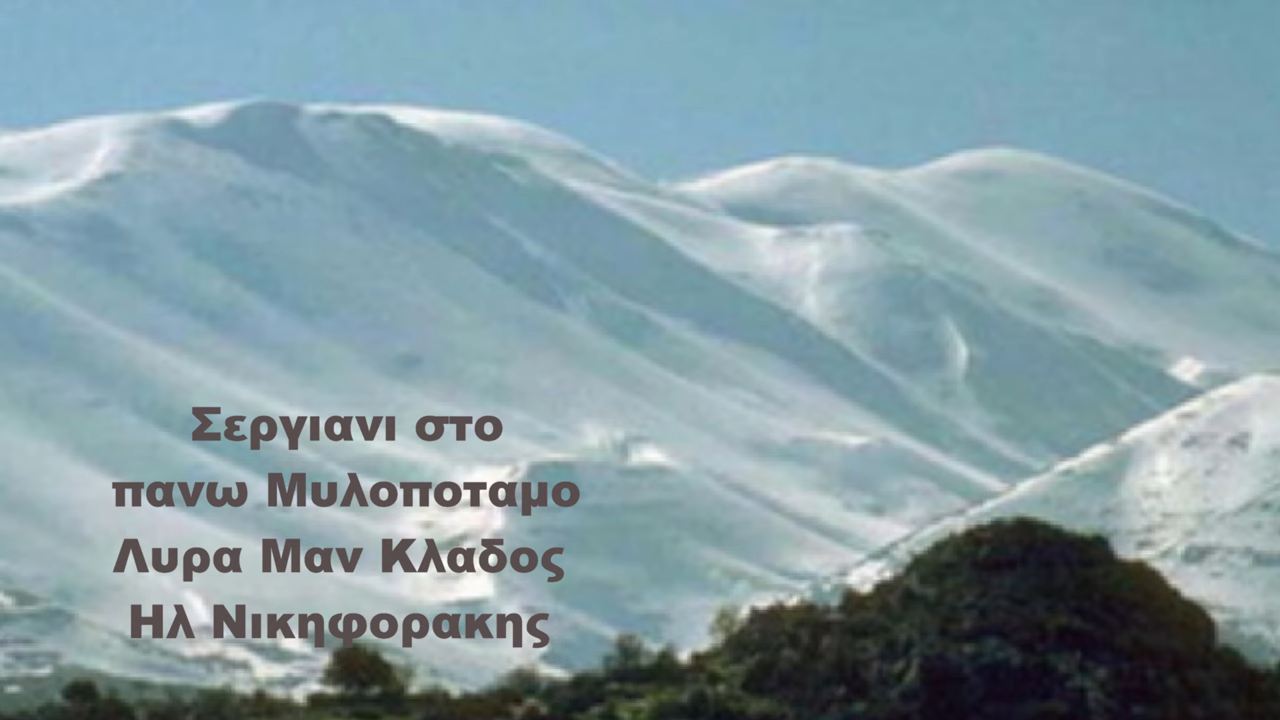 Σεργιανι στο
πανω Μυλοποταμο
Λυρα Μαν Κλαδος
Ηλ Νικηφορακης